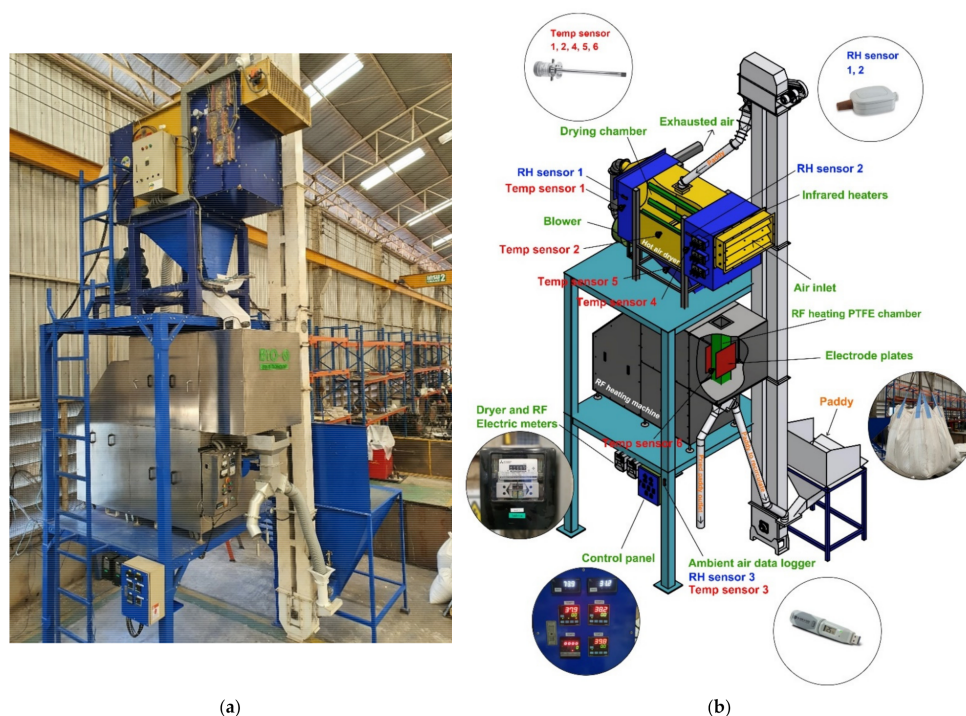 Temp sensor
1, 2, 4, 5, 6
RH sensor
1, 2
Exhausted air
Drying chamber
RH sensor 1
Temp sensor 1
RH sensor 2
Infrared heaters
Blower
Temp sensor 2
Hot air dryer
Temp sensor 5
Temp sensor 4
Air inlet
RF heating PTFE chamber
Electrode plates
RF heating machine
Dryer and RF
Electric meters
Paddy
Temp sensor 6
Control panel
Ambient air data logger
RH sensor 3
Temp sensor 3
(a)
(b)